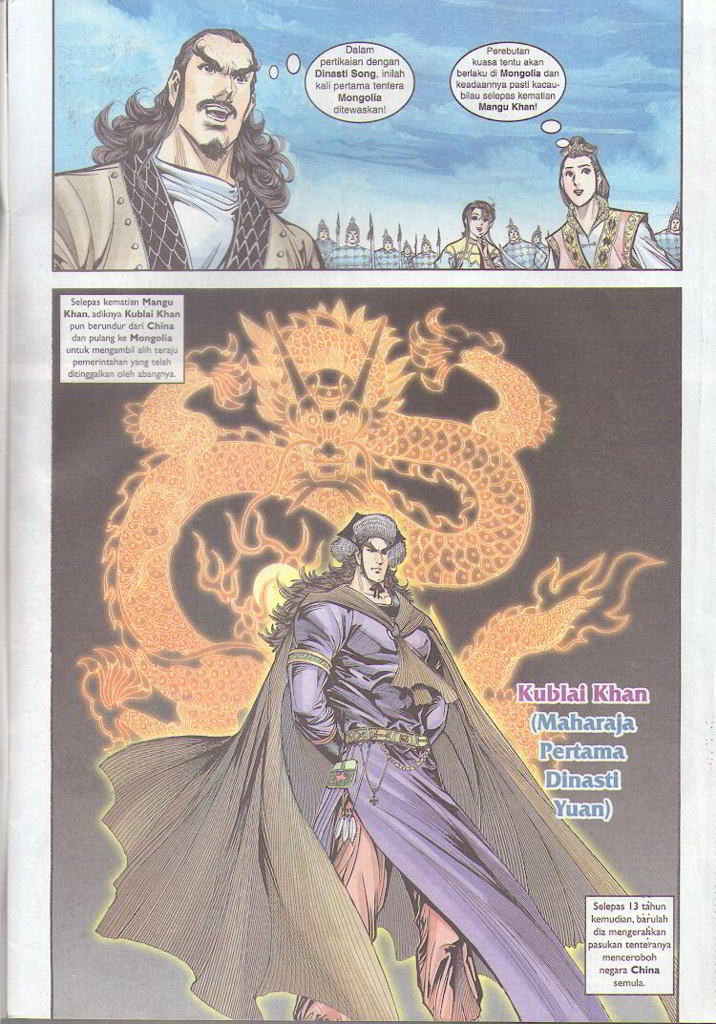 Dalam
pertikaian dengan
Dinasti Song, inilah
kali pertama tentera
Mongolia
ditewaskan!
Perebutan
kuasa tentu akan
berlaku di Mongolia dan
keadaannya pasti kacau-
bilau selepas kematian
Mangu Khan!
Selepas kematian Mangu
Khan, adiknya Kublai Khan
pun berundur dari China
dan pulang ke Mongolia
untuk mengambil alih teraju
pemerintahan yang telah
ditinggalkan oleh abangnya.
Kublai Khan
(Maharaja
Pertama
Dinasti
Yuan)
Selepas 13 tahun
kemudian, barulah
dia mengerahkan
pasukan tenteranya
menceroboh
negara China
semula.